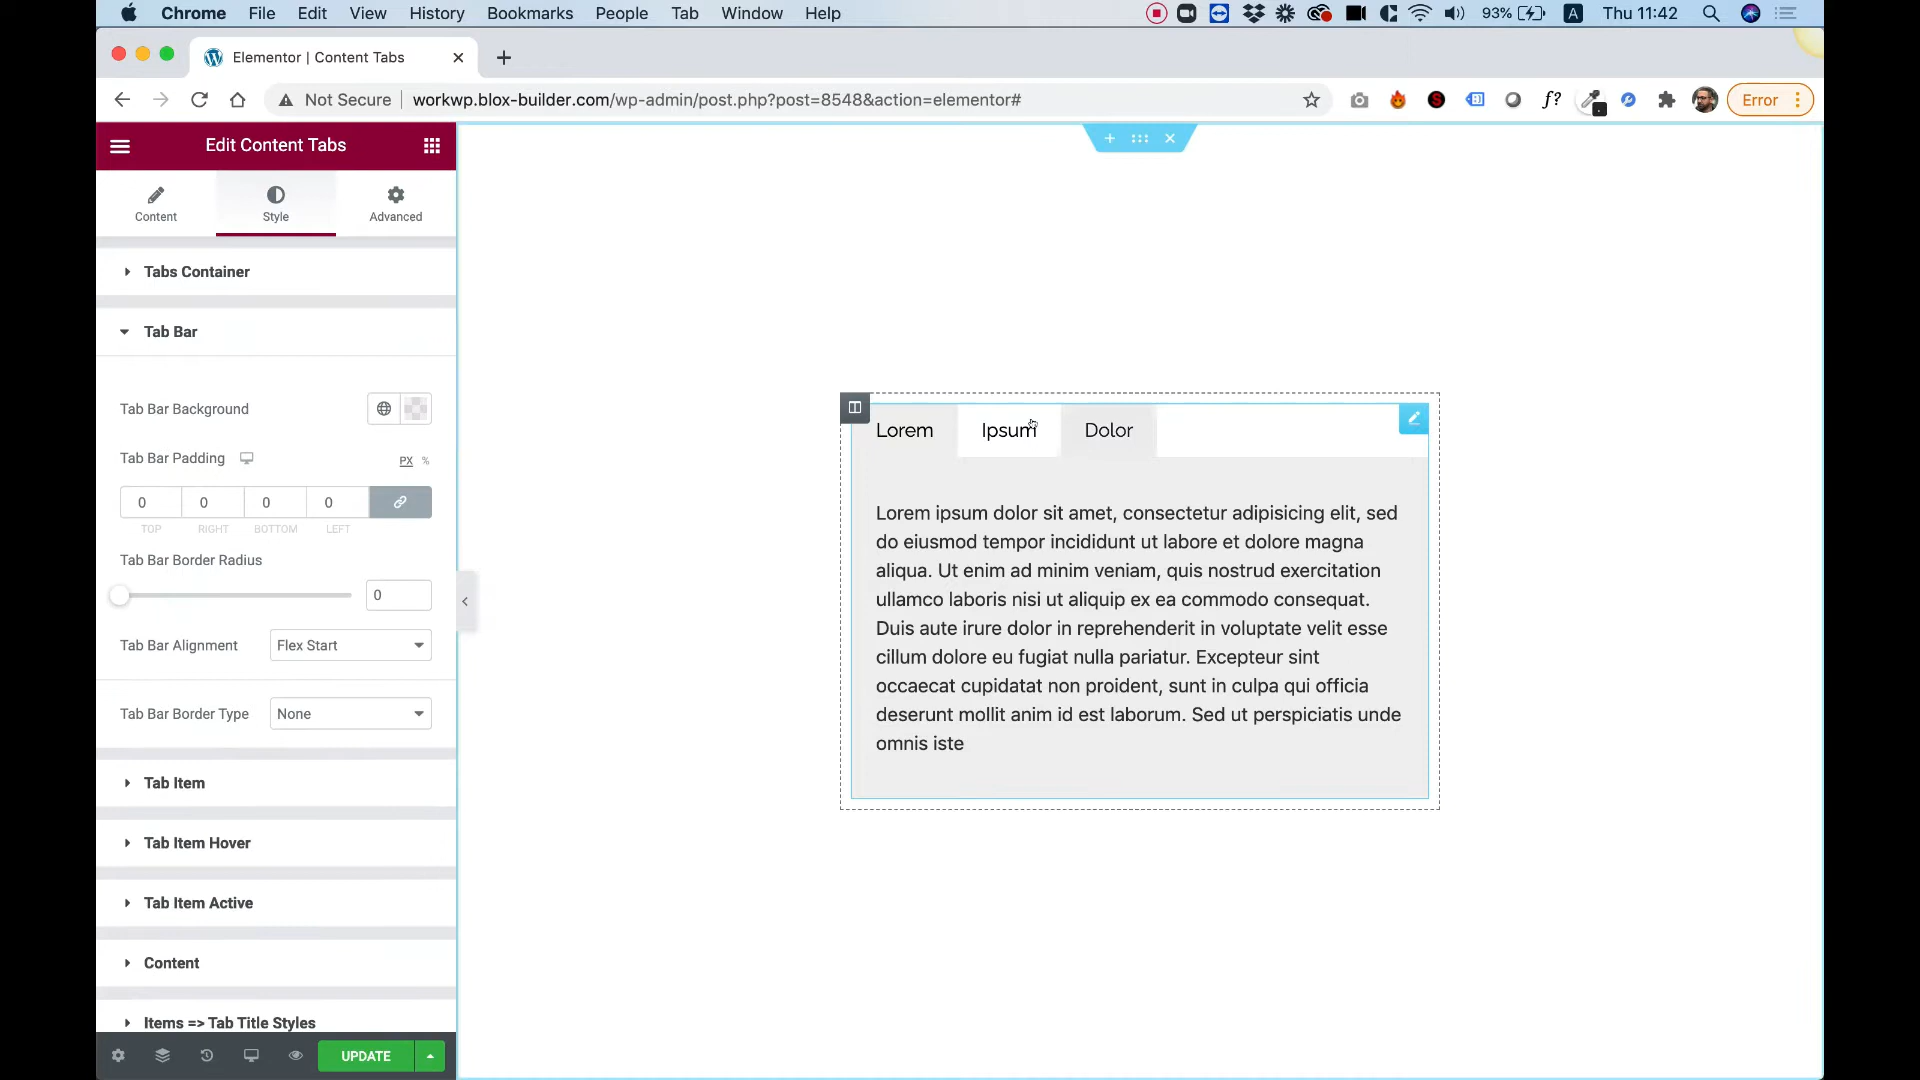 Chrome File Edit View History Bookmarks People Tab Window Help 93% A Thu 11:42
Elementor | Content Tabs
Not Secure workwp.blox-builder.com/wp-admin/post.php?post=8548&action=elementor# f? Error
Edit Content Tabs
Content Style Advanced
Tabs Container
Tab Bar
Tab Bar Background
Tab Bar Padding PX %
0 0 0 0
TOP RIGHT BOTTOM LEFT
Tab Bar Border Radius
0
Tab Bar Alignment Flex Start
Tab Bar Border Type None
Tab Item
Tab Item Hover
Tab Item Active
Content
Items => Tab Title Styles
UPDATE
Lorem Ipsum Dolor
Lorem ipsum dolor sit amet, consectetur adipisicing elit, sed
do eiusmod tempor incididunt ut labore et dolore magna
aliqua. Ut enim ad minim veniam, quis nostrud exercitation
ullamco laboris nisi ut aliquip ex ea commodo consequat.
Duis aute irure dolor in reprehenderit in voluptate velit esse
cillum dolore eu fugiat nulla pariatur. Excepteur sint
occaecat cupidatat non proident, sunt in culpa qui officia
deserunt mollit anim id est laborum. Sed ut perspiciatis unde
omnis iste